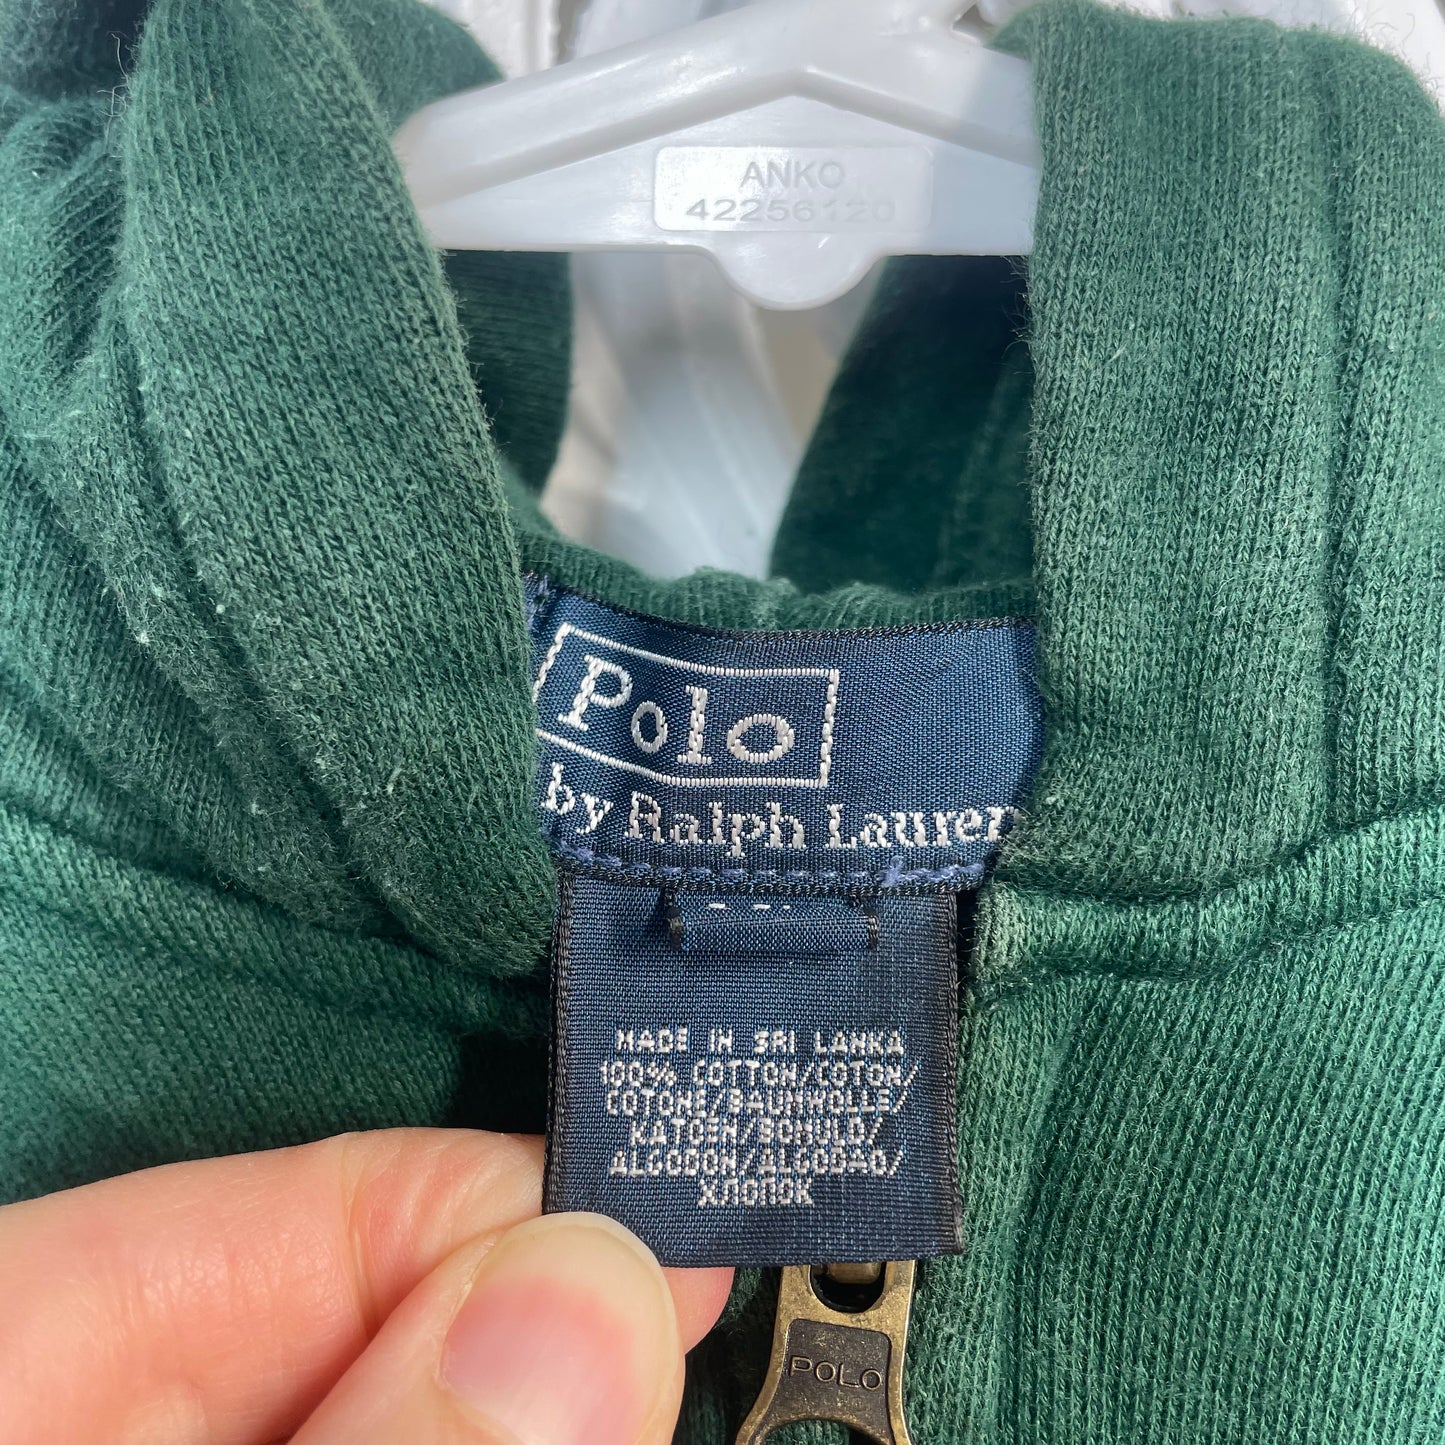 ANKO
42256120
Polo
by Ralph Lauren
MADE IN SRI LANKA
100% COTTON/COTON/
COTONE/BAUMWOLLE/
KATOEN/BOMULD/
ALGODON/ALGODÃO/
ХЛОПОК
POLO